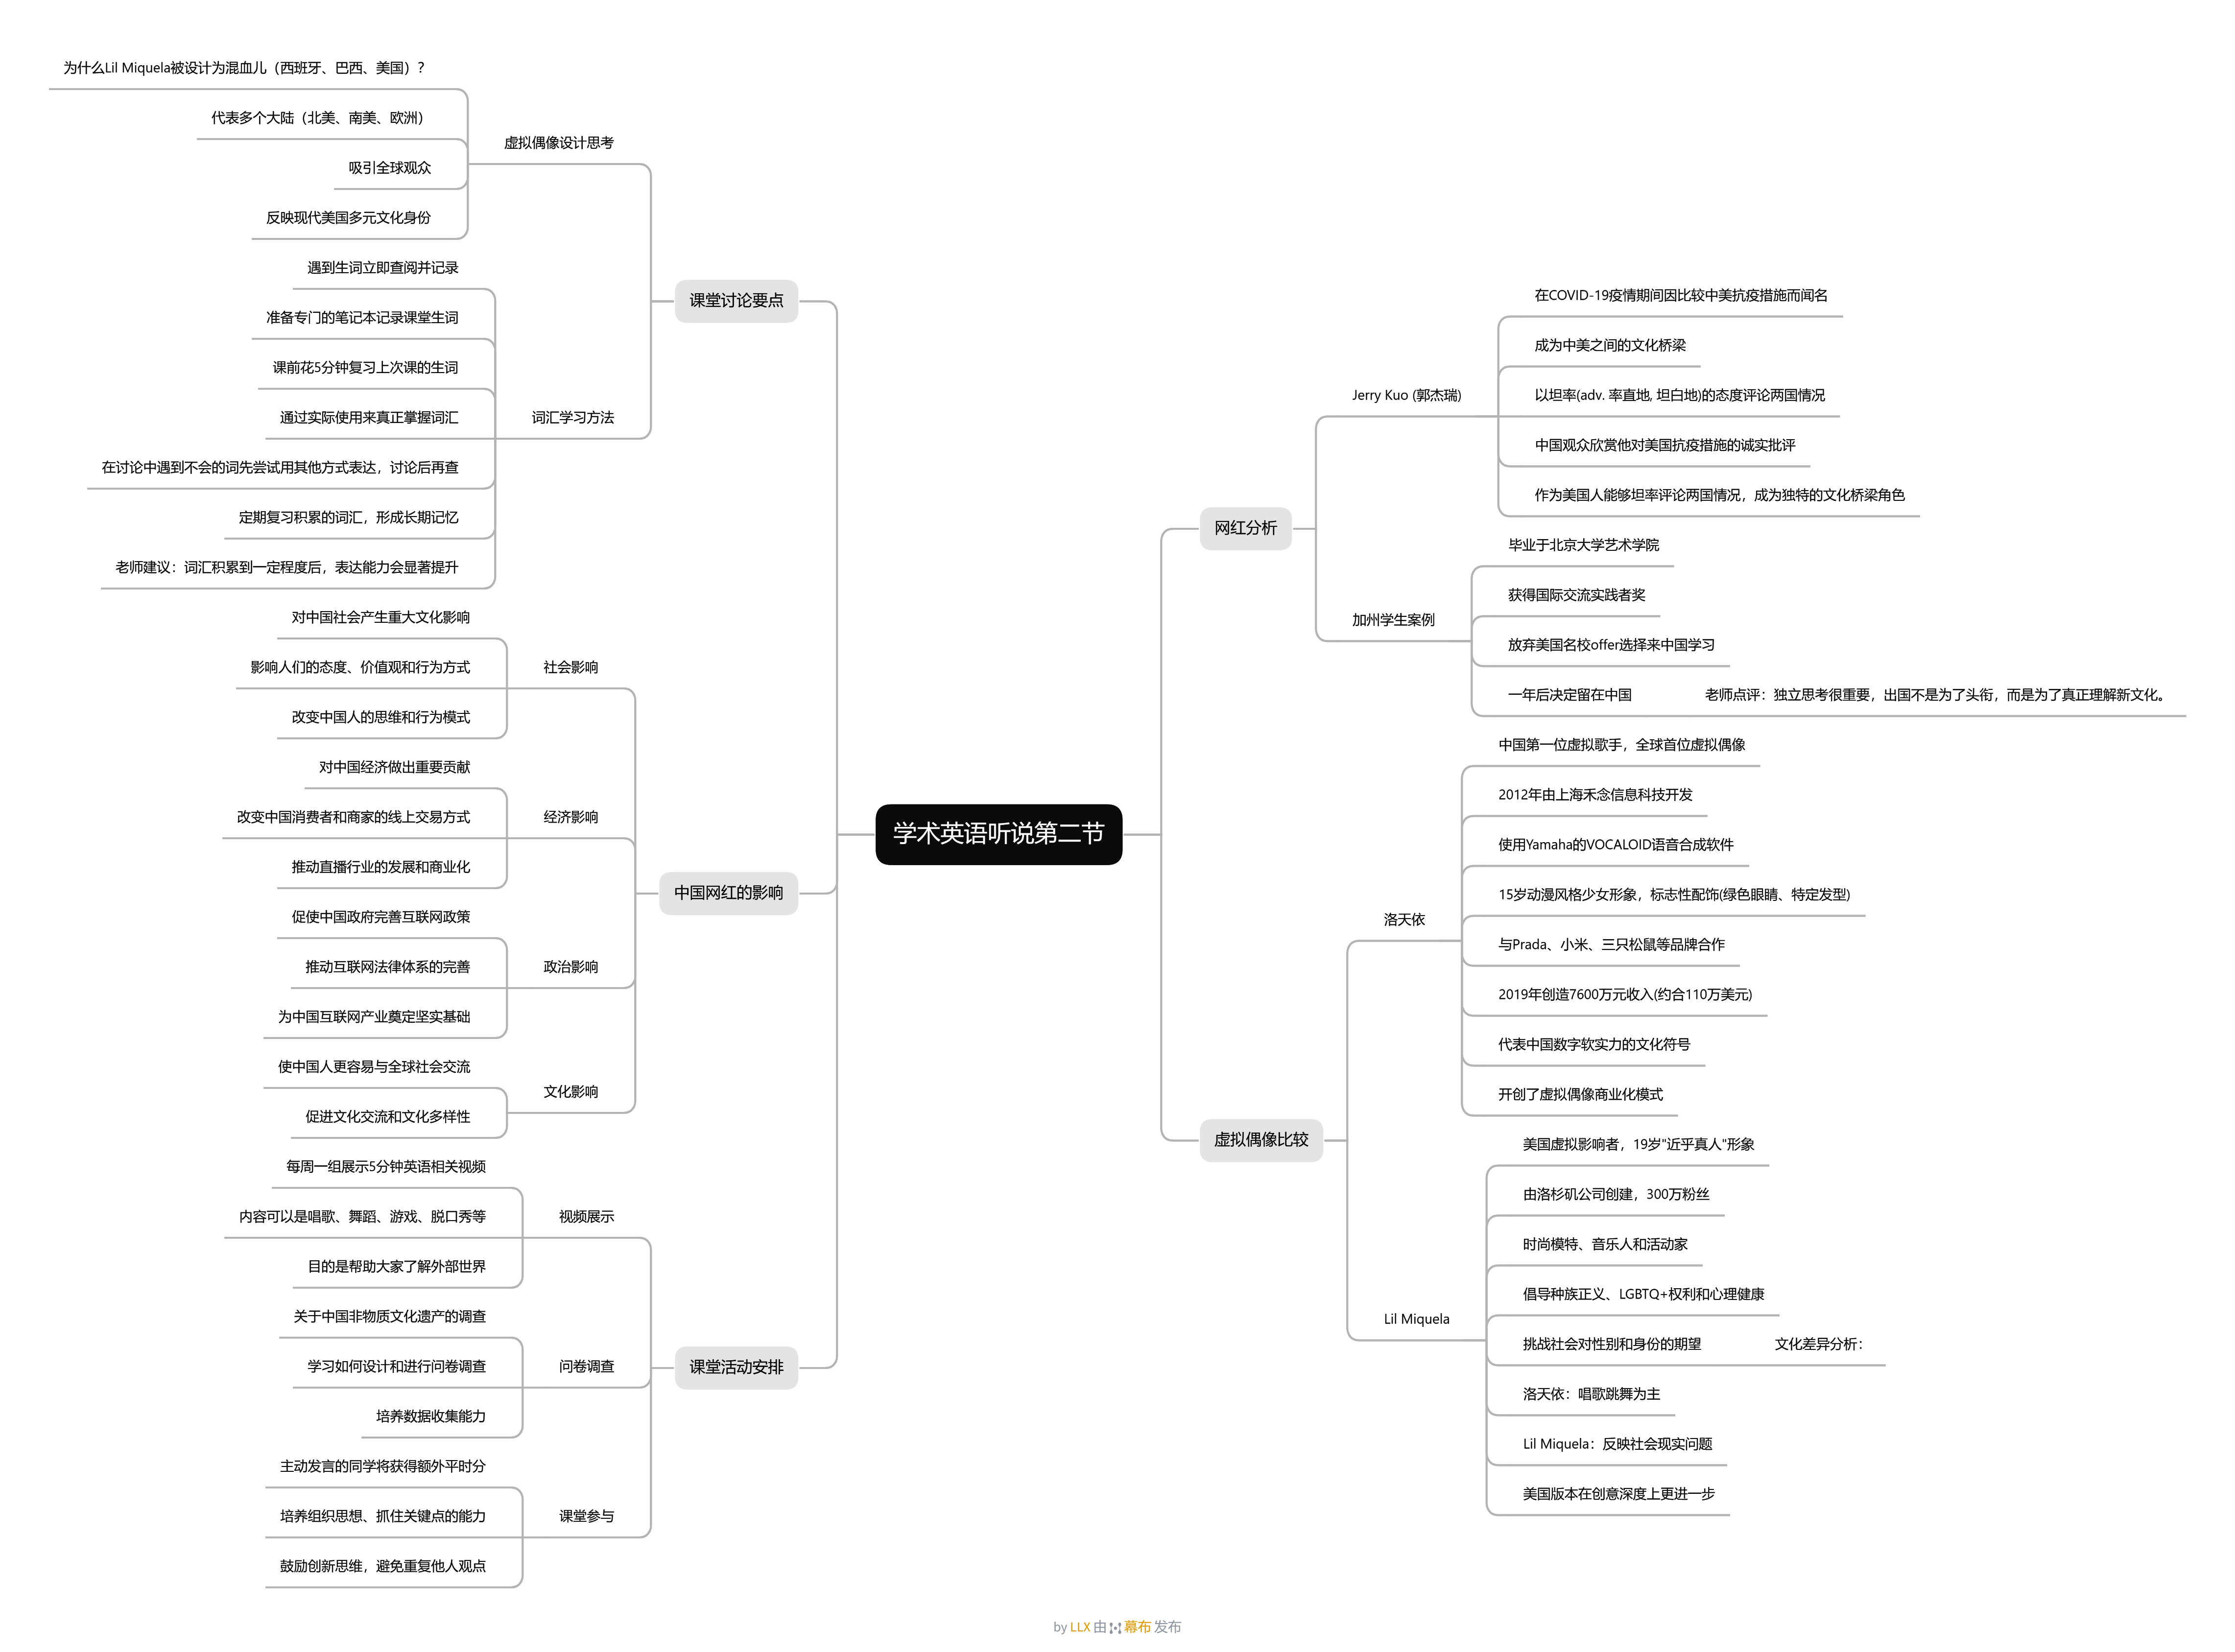 学术英语听说第二节
网红分析
Jerry Kuo (郭杰瑞)
在COVID-19疫情期间因比较中美抗疫措施而闻名
成为中美之间的文化桥梁
以坦率(adv. 率直地, 坦白地)的态度评论两国情况
中国观众欣赏他对美国抗疫措施的诚实批评
作为美国人能够坦率评论两国情况，成为独特的文化桥梁角色
加州学生案例
毕业于北京大学艺术学院
获得国际交流实践者奖
放弃美国名校offer选择来中国学习
一年后决定留在中国 老师点评：独立思考很重要，出国不是为了头衔，而是为了真正理解新文化。
虚拟偶像比较
洛天依
中国第一位虚拟歌手，全球首位虚拟偶像
2012年由上海禾念信息科技开发
使用Yamaha的VOCALOID语音合成软件
15岁动漫风格少女形象，标志性配饰(绿色眼睛、特定发型)
与Prada、小米、三只松鼠等品牌合作
2019年创造7600万元收入(约合110万美元)
代表中国数字软实力的文化符号
开创了虚拟偶像商业化模式
Lil Miquela
美国虚拟影响者，19岁"近乎真人"形象
由洛杉矶公司创建，300万粉丝
时尚模特、音乐人和活动家
倡导种族正义、LGBTQ+权利和心理健康
挑战社会对性别和身份的期望 文化差异分析：
洛天依：唱歌跳舞为主
Lil Miquela：反映社会现实问题
美国版本在创意深度上更进一步
课堂讨论要点
虚拟偶像设计思考
为什么Lil Miquela被设计为混血儿（西班牙、巴西、美国）?
代表多个大陆（北美、南美、欧洲）
吸引全球观众
反映现代美国多元文化身份
词汇学习方法
遇到生词立即查阅并记录
准备专门的笔记本记录课堂生词
课前花5分钟复习上次课的生词
通过实际使用来真正掌握词汇
在讨论中遇到不会的词先尝试用其他方式表达，讨论后再查
定期复习积累的词汇，形成长期记忆
老师建议：词汇积累到一定程度后，表达能力会显著提升
中国网红的影响
社会影响
对中国社会产生重大文化影响
影响人们的态度、价值观和行为方式
改变中国人的思维和行为模式
经济影响
对中国经济做出重要贡献
改变中国消费者和商家的线上交易方式
推动直播行业的发展和商业化
政治影响
促使中国政府完善互联网政策
推动互联网法律体系的完善
为中国互联网产业奠定坚实基础
文化影响
使中国人更容易与全球社会交流
促进文化交流和文化多样性
课堂活动安排
视频展示
每周一组展示5分钟英语相关视频
内容可以是唱歌、舞蹈、游戏、脱口秀等
目的是帮助大家了解外部世界
问卷调查
关于中国非物质文化遗产的调查
学习如何设计和进行问卷调查
培养数据收集能力
课堂参与
主动发言的同学将获得额外平时分
培养组织思想、抓住关键点的能力
鼓励创新思维，避免重复他人观点
by LLX 由 幕布 发布